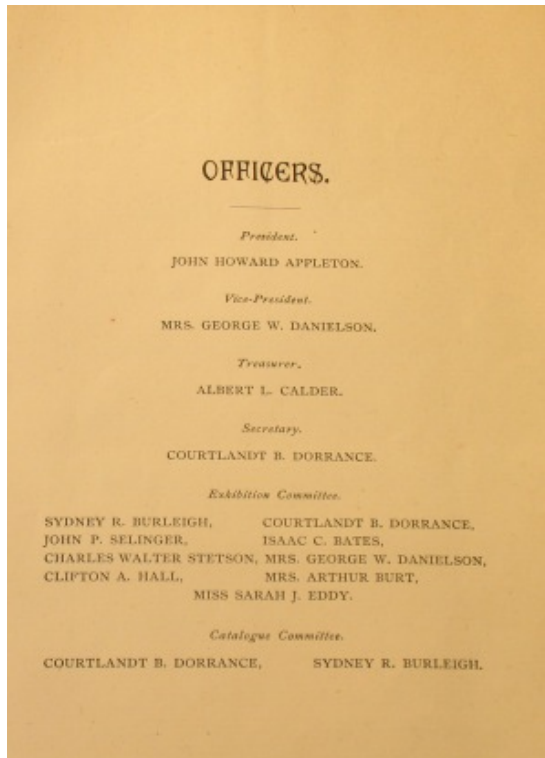 OFFICERS.
President.
JOHN HOWARD APPLETON.
Vice-President.
MRS. GEORGE W. DANIELSON.
Treasurer.
ALBERT L. CALDER.
Secretary.
COURTLANDT B. DORRANCE.
Exhibition Committee.
SYDNEY R. BURLEIGH, COURTLANDT B. DORRANCE,
JOHN P. SELINGER, ISAAC C. BATES,
CHARLES WALTER STETSON, MRS. GEORGE W. DANIELSON,
CLIFTON A. HALL, MRS. ARTHUR BURT,
MISS SARAH J. EDDY.
Catalogue Committee.
COURTLANDT B. DORRANCE, SYDNEY R. BURLEIGH.